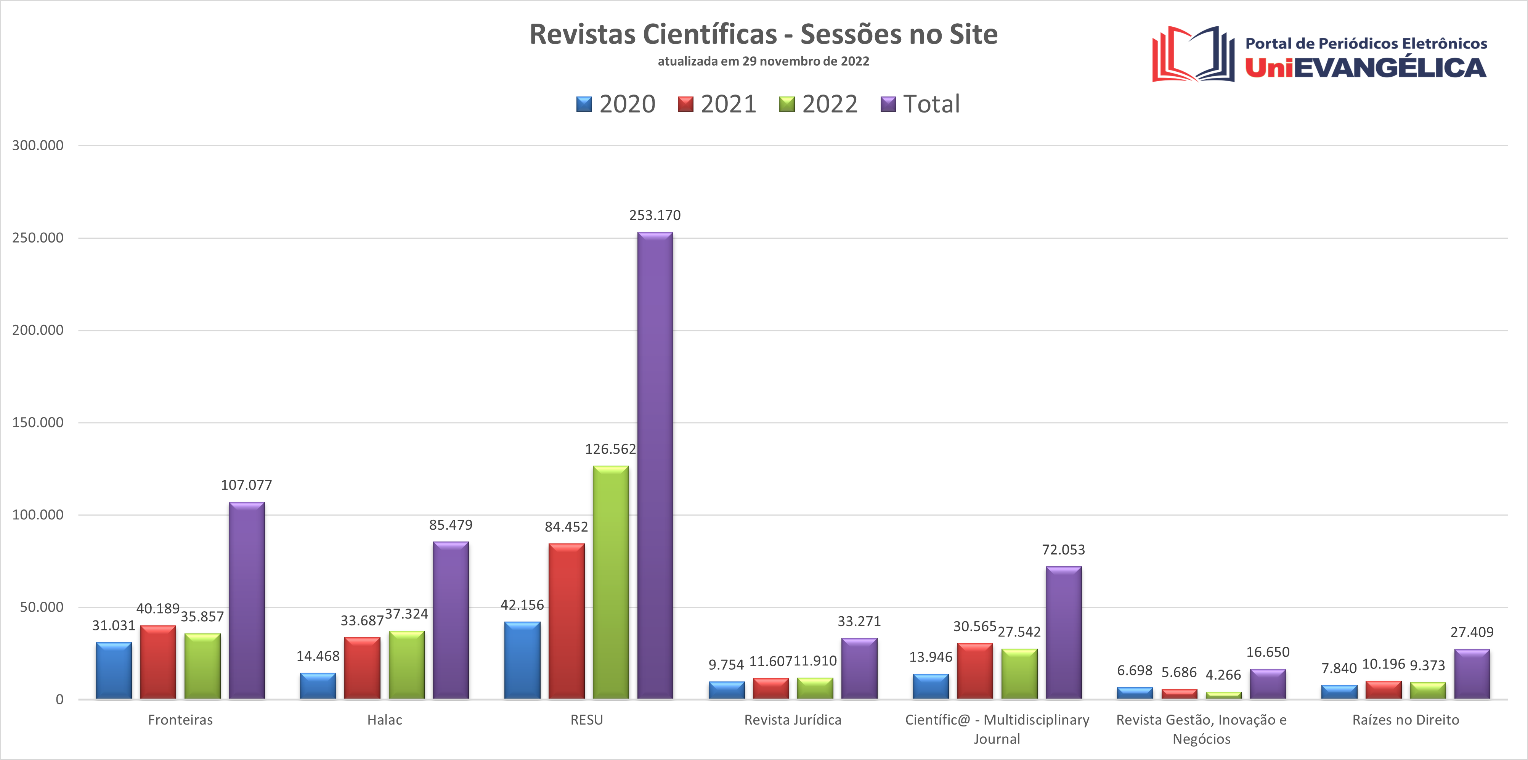 Revistas Científicas - Sessões no Site
atualizada em 29 novembro de 2022
Portal de Periódicos Eletrônicos
UniEVANGÉLICA
2020 2021 2022 Total
300.000
250.000
200.000
150.000
100.000
50.000
0
31.031 40.189 35.857 107.077
14.468 33.687 37.324 85.479
42.156 84.452 126.562 253.170
9.754 11.607 11.910 33.271
13.946 30.565 27.542 72.053
6.698 5.686 4.266 16.650
7.840 10.196 9.373 27.409
Fronteiras
Halac
RESU
Revista Jurídica
Científic@ - Multidisciplinary
Journal
Revista Gestão, Inovação e
Negócios
Raízes no Direito